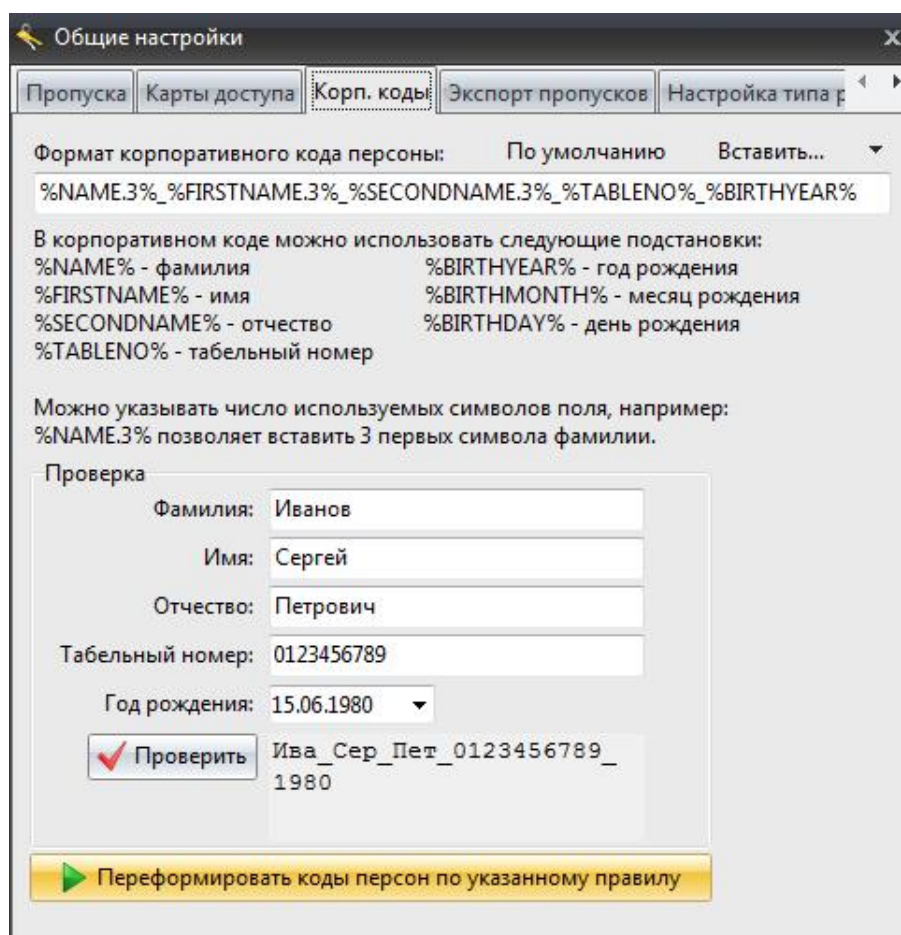 Общие настройки
Пропуска Карты доступа Корп. коды Экспорт пропусков Настройка типа
Формат корпоративного кода персоны: По умолчанию Вставить...
%NAME.3%_%FIRSTNAME.3%_%SECONDNAME.3%_%TABLENO%_%BIRTHYEAR%
В корпоративном коде можно использовать следующие подстановки:
%NAME% - фамилия %BIRTHYEAR% - год рождения
%FIRSTNAME% - имя %BIRTHMONTH% - месяц рождения
%SECONDNAME% - отчество %BIRTHDAY% - день рождения
%TABLENO% - табельный номер
Можно указывать число используемых символов поля, например:
%NAME.3% позволяет вставить 3 первых символа фамилии.
Проверка
Фамилия: Иванов
Имя: Сергей
Отчество: Петрович
Табельный номер: 0123456789
Год рождения: 15.06.1980
Проверить Ива_Сер_Пет_0123456789_
1980
Переформировать коды персон по указанному правилу